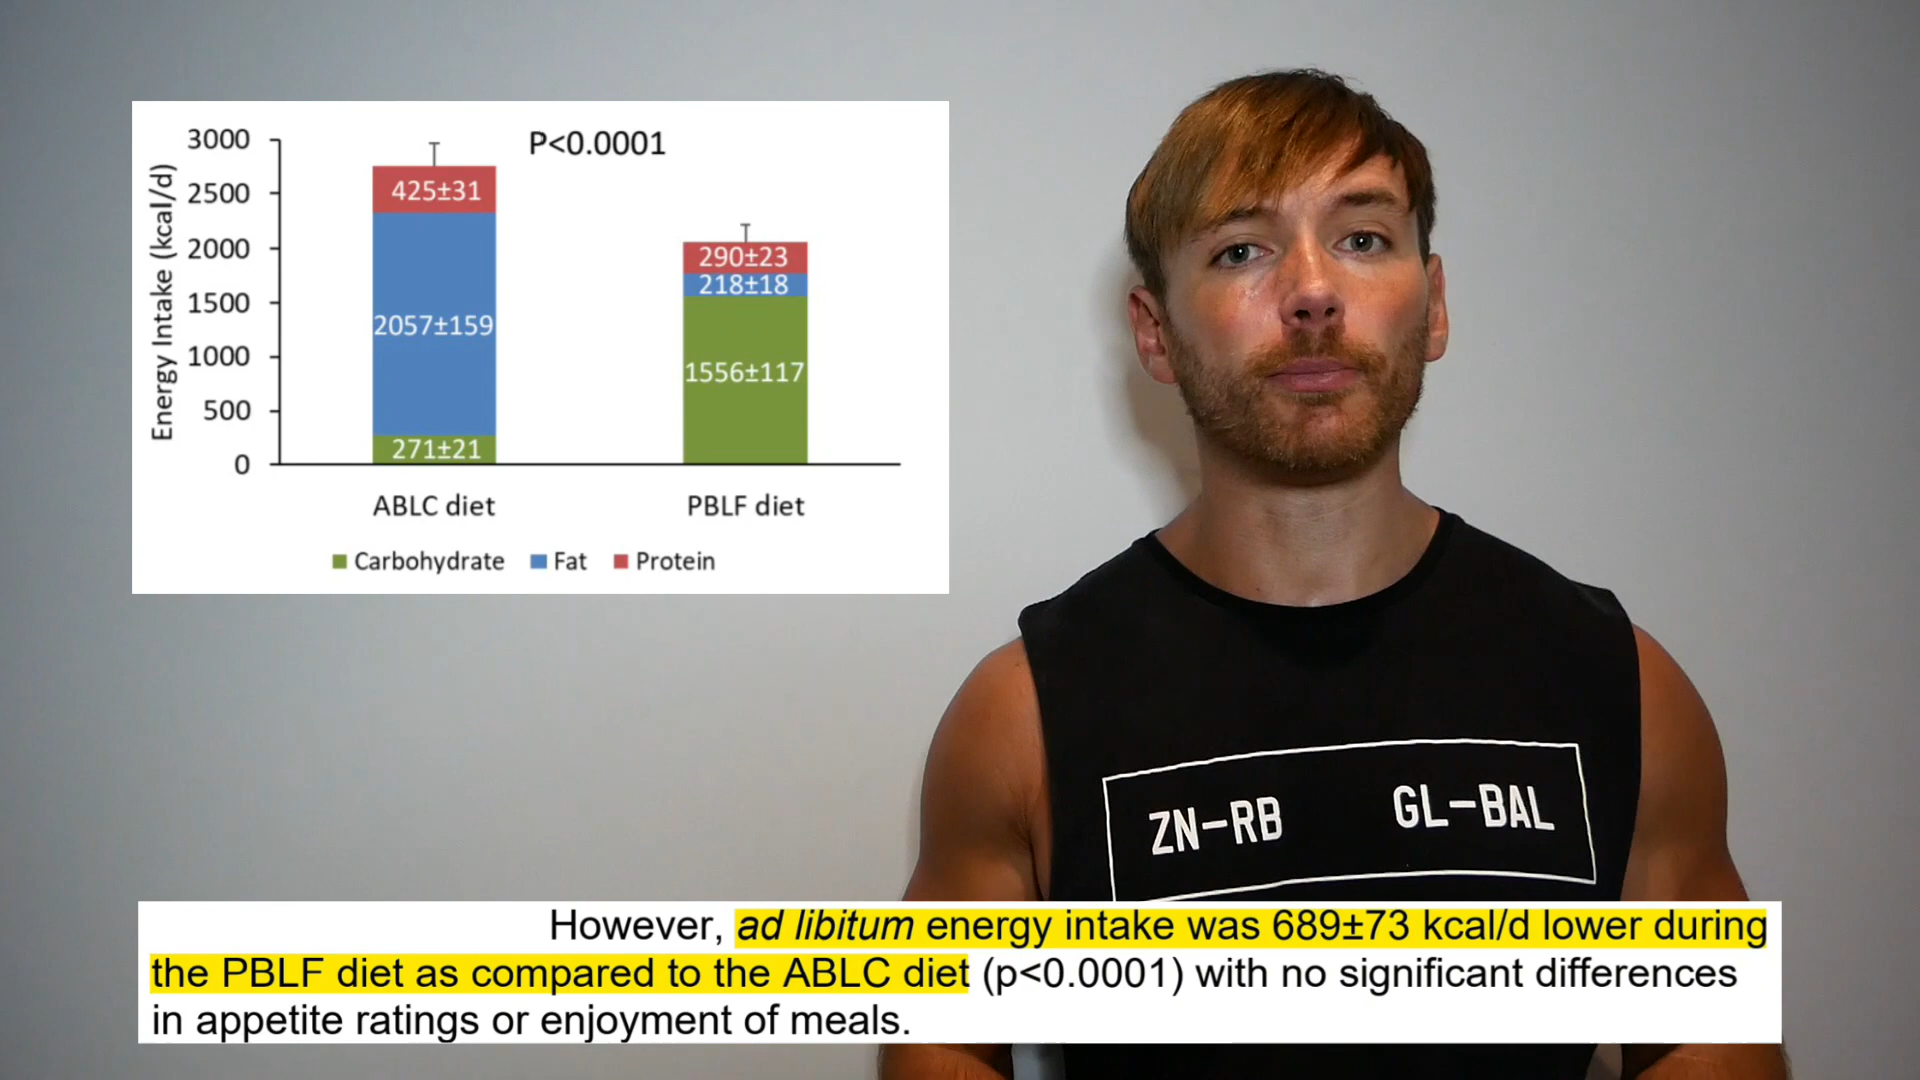 P<0.0001
Energy Intake (kcal/d)
3000
2500
2000
1500
1000
500
0
425±31
2057±159
271±21
290±23
218±18
1556±117
ABLC diet
PBLF diet
Carbohydrate Fat Protein
ZN-RB GL-BAL
However, ad libitum energy intake was 689±73 kcal/d lower during
the PBLF diet as compared to the ABLC diet (p<0.0001) with no significant differences
in appetite ratings or enjoyment of meals.